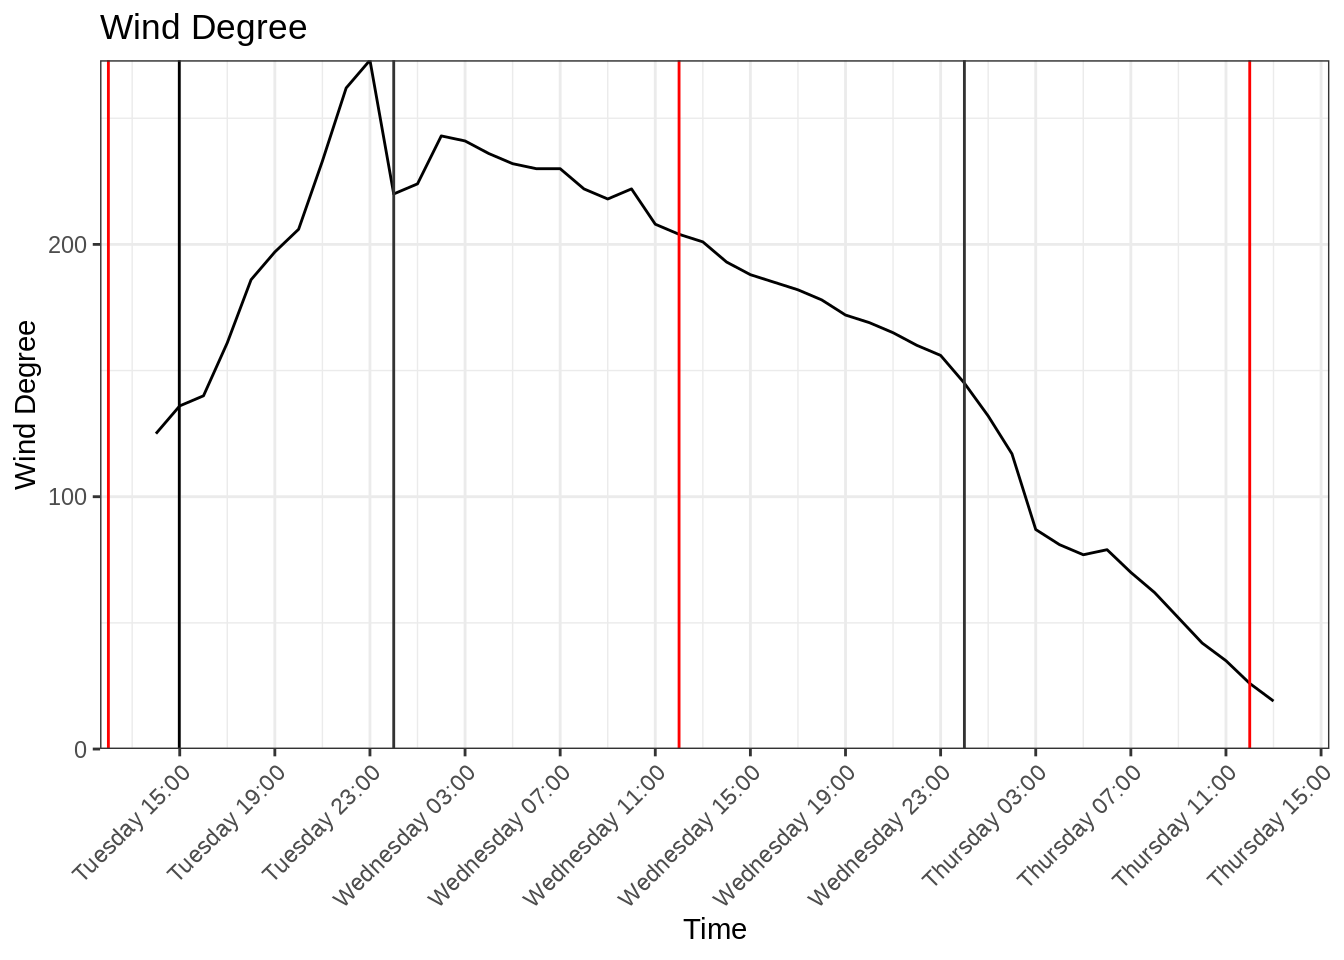 Wind Degree
Wind Degree
200
100
0
Tuesday 15:00
Tuesday 19:00
Tuesday 23:00
Wednesday 03:00
Wednesday 07:00
Wednesday 11:00
Wednesday 15:00
Wednesday 19:00
Wednesday 23:00
Thursday 03:00
Thursday 07:00
Thursday 11:00
Thursday 15:00
Time